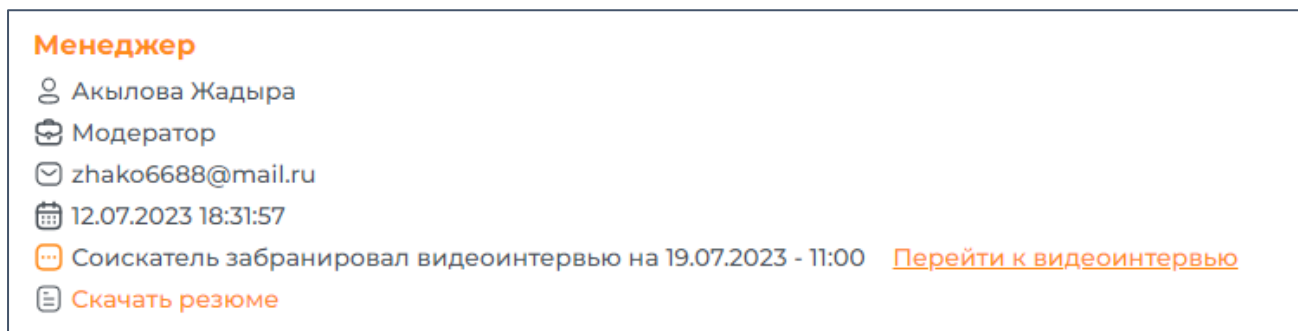 Менеджер
Акылова Жадыра
Модератор
zhako6688@mail.ru
12.07.2023 18:31:57
Соискатель забранировал видеоинтервью на 19.07.2023 - 11:00 Перейти к видеоинтервью
Скачать резюме